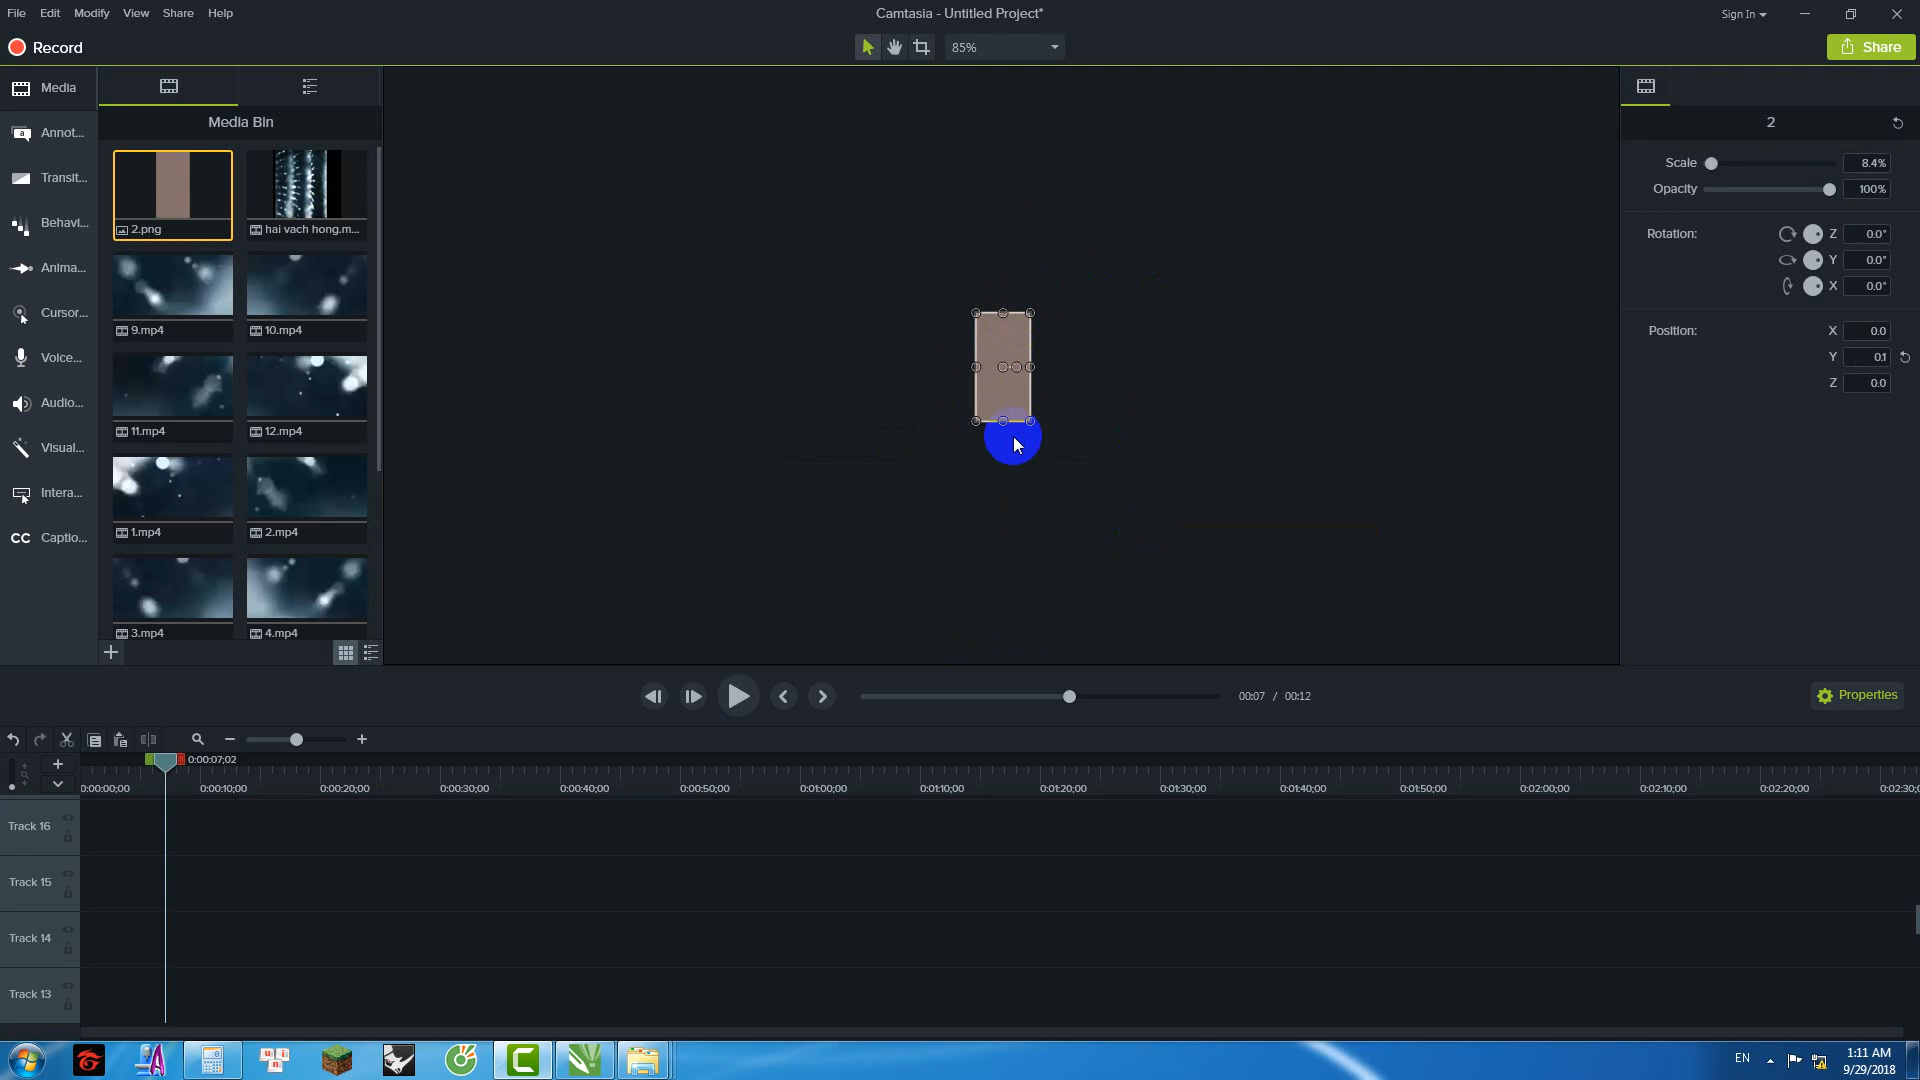 File Edit Modify View Share Help
Camtasia - Untitled Project*
Sign In
Record
85%
Share
Media
Annot...
Transit...
Behavi...
Anima...
Cursor...
Voice...
Audio...
Visual...
Intera...
CC Captio...
Media Bin
2.png
hai vach hong.m...
9.mp4
10.mp4
11.mp4
12.mp4
1.mp4
2.mp4
3.mp4
4.mp4
2
Scale 8.4%
Opacity 100%
Rotation: Z 0.0°
Y 0.0°
X 0.0°
Position: X 0.0
Y 0.1
Z 0.0
00:07 / 00:12
Properties
0:00:07;02
0:00:00;00 0:00:10;00 0:00:20;00 0:00:30;00 0:00:40;00 0:00:50;00 0:01:00;00 0:01:10;00 0:01:20;00 0:01:30;00 0:01:40;00 0:01:50;00 0:02:00;00 0:02:10;00 0:02:20;00 0:02:30;0
Track 16
Track 15
Track 14
Track 13
EN
1:11 AM
9/29/2018